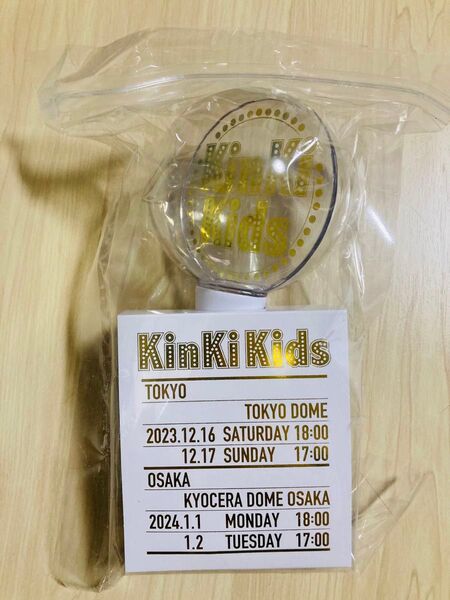 KinKi
Kids
KinKi Kids
TOKYO
TOKYO DOME
2023.12.16 SATURDAY 18:00
12.17 SUNDAY 17:00
OSAKA
KYOCERA DOME OSAKA
2024.1.1 MONDAY 18:00
1.2 TUESDAY 17:00